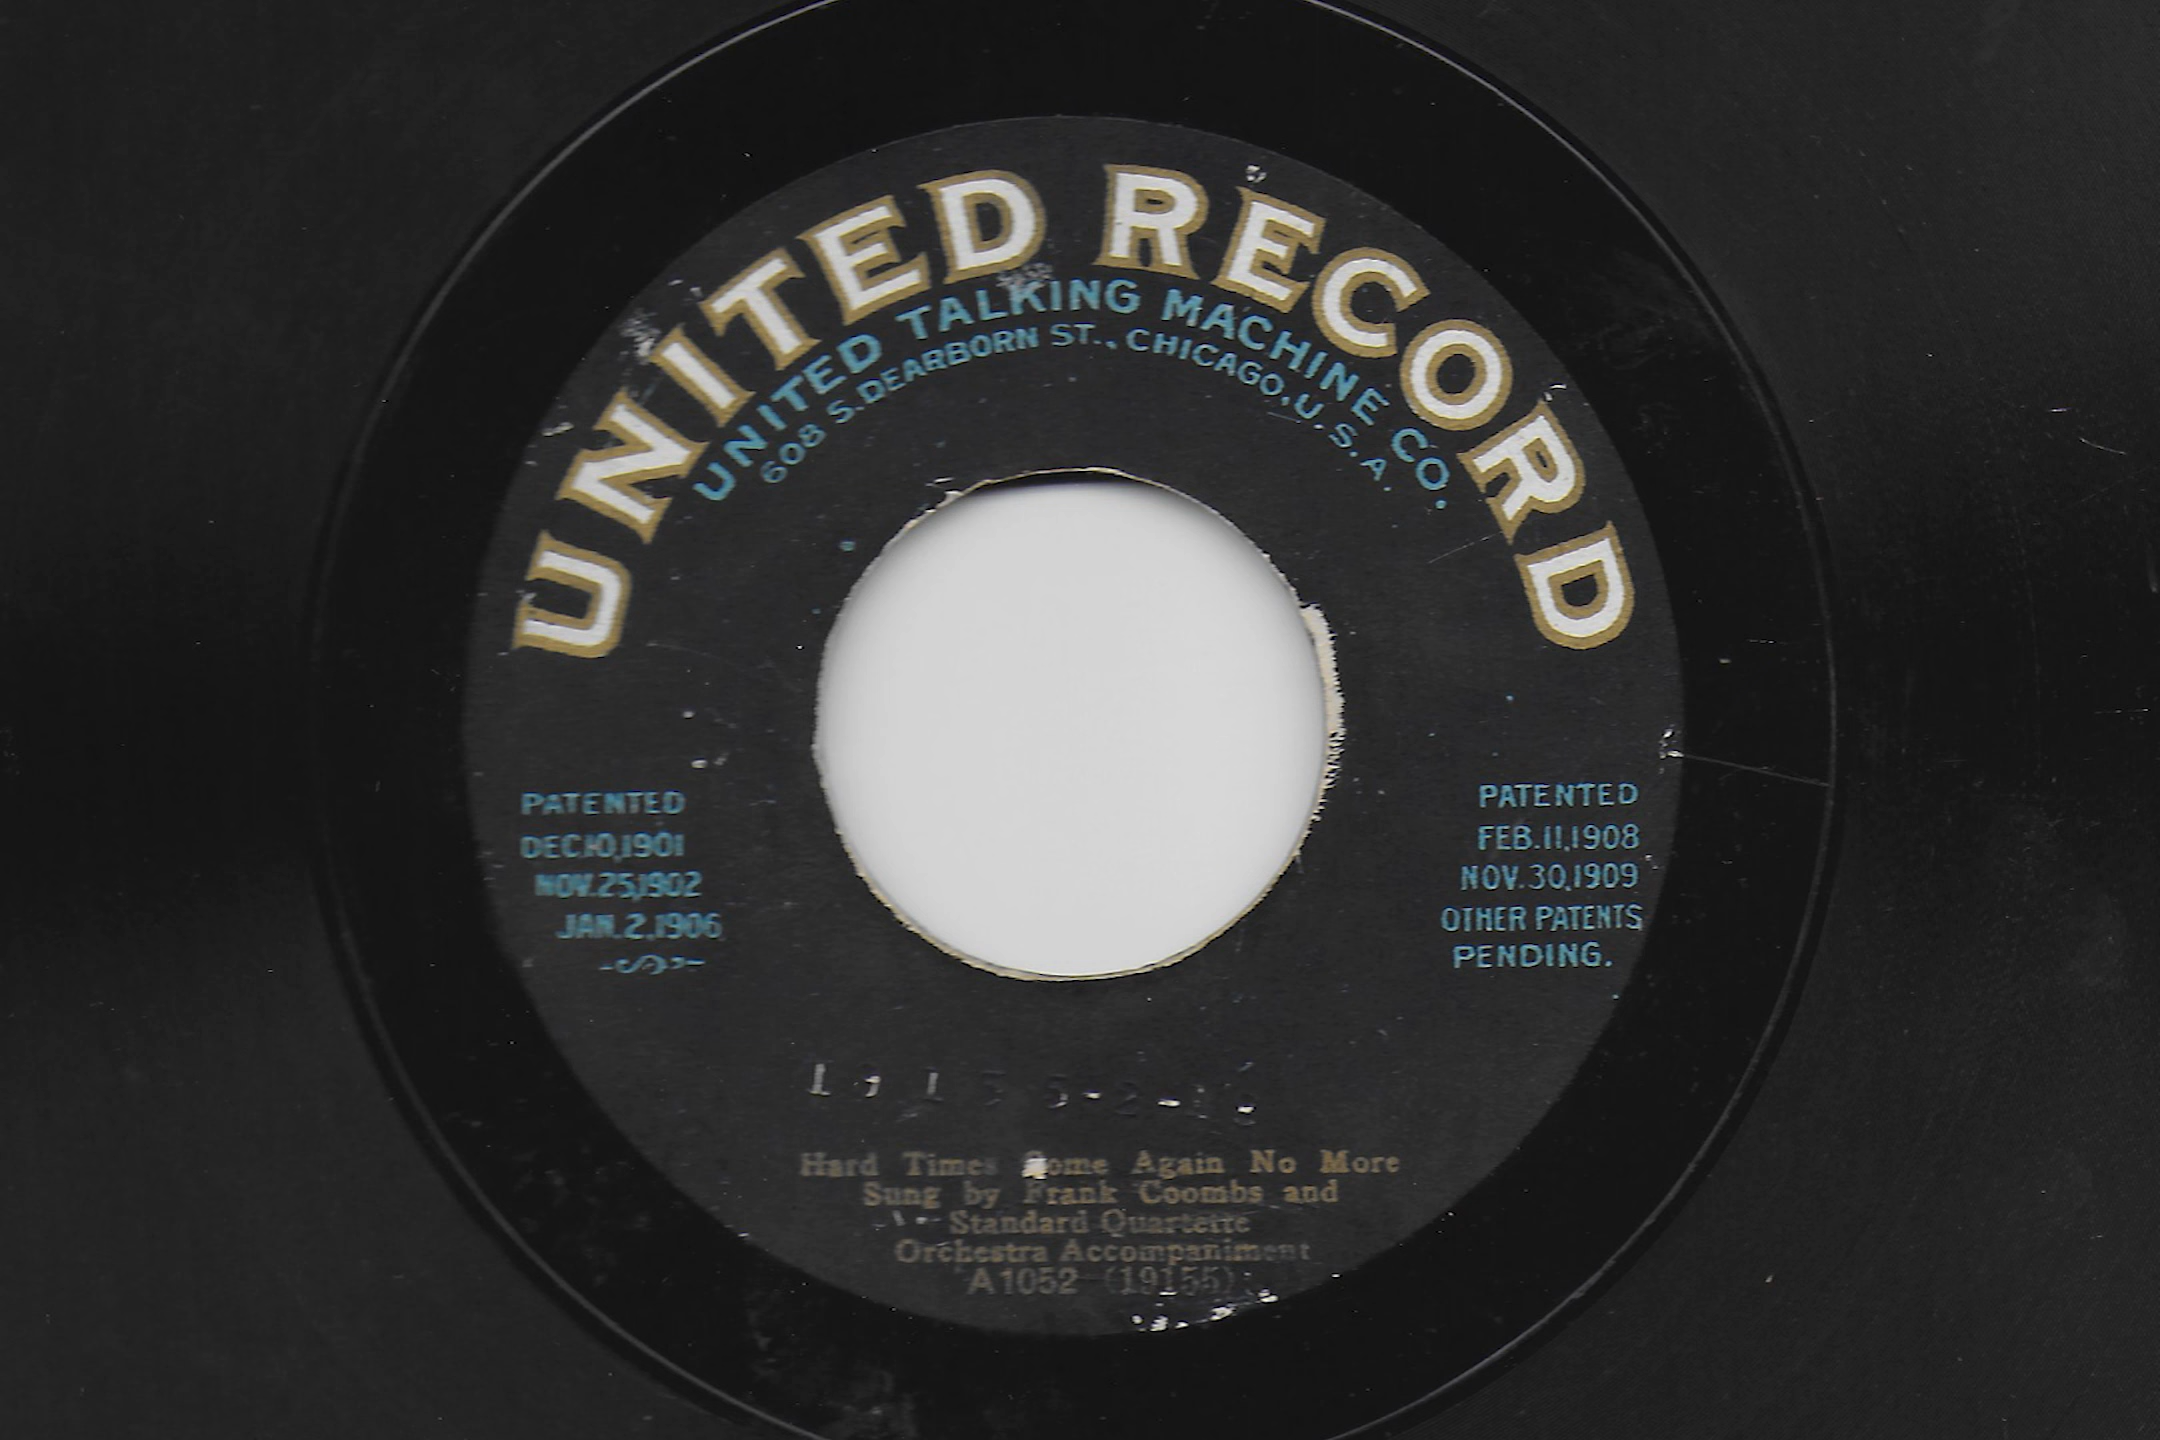 UNITED RECORD
UNITED TALKING MACHINE CO.
608 S. DEARBORN ST., CHICAGO, U.S.A.
PATENTED
DEC.10,1901
NOV.25,1902
JAN.2,1906
PATENTED
FEB.11,1908
NOV.30,1909
OTHER PATENTS
PENDING.
Hard Times Come Again No More
Sung by Frank Coombs and
Standard Quartette
Orchestra Accompaniment
A1052 (19155)